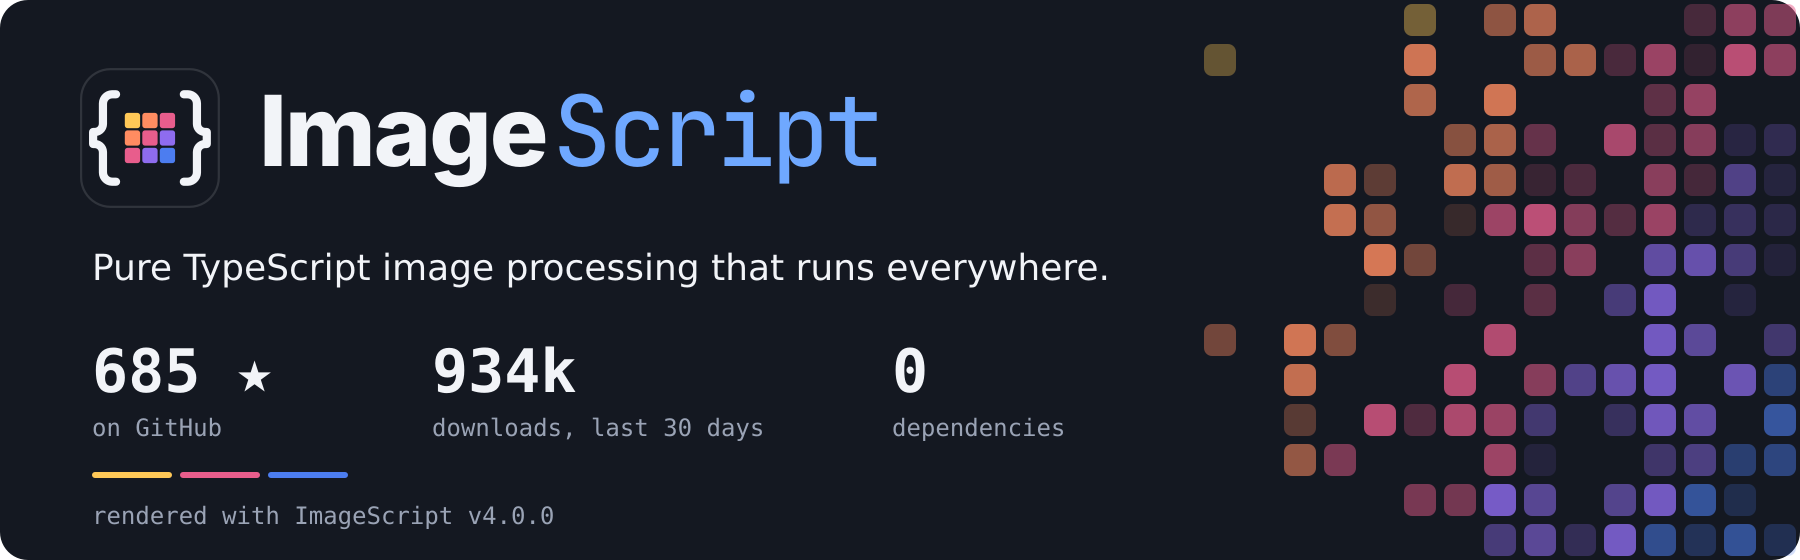 ImageScript
Pure TypeScript image processing that runs everywhere.
685 ★
on GitHub
934k
downloads, last 30 days
0
dependencies
rendered with ImageScript v4.0.0